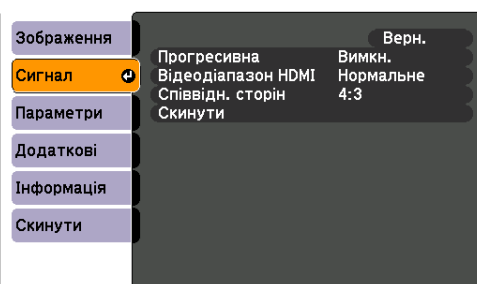 Зображення
Сигнал
Параметри
Додаткові
Інформація
Скинути
Верн.
Прогресивна Вимкн.
Відеодіапазон HDMI Нормальне
Співвідн. сторін 4:3
Скинути